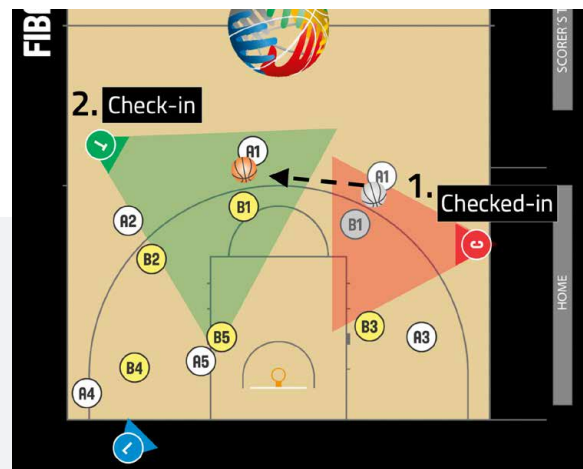 FIB
SCORER'S T
2. Check-in
T
A1
A1
1.
Checked-in
A2
B1
B1
C
B2
HOME
B5
B3
A3
A5
B4
A4
L